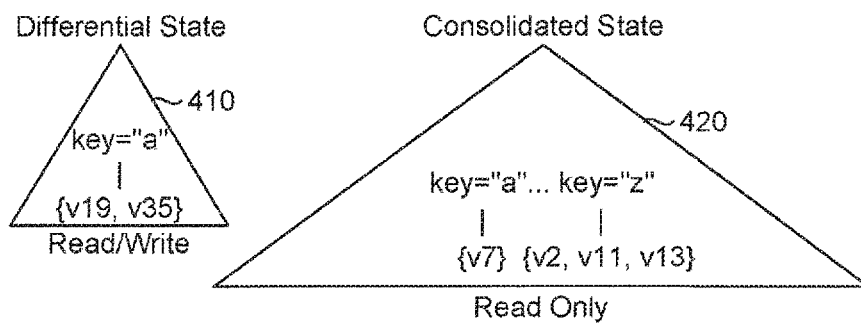 Differential State
410
key="a"
|
{v19, v35}
Read/Write
Consolidated State
420
key="a"... key="z"
| |
{v7} {v2, v11, v13}
Read Only